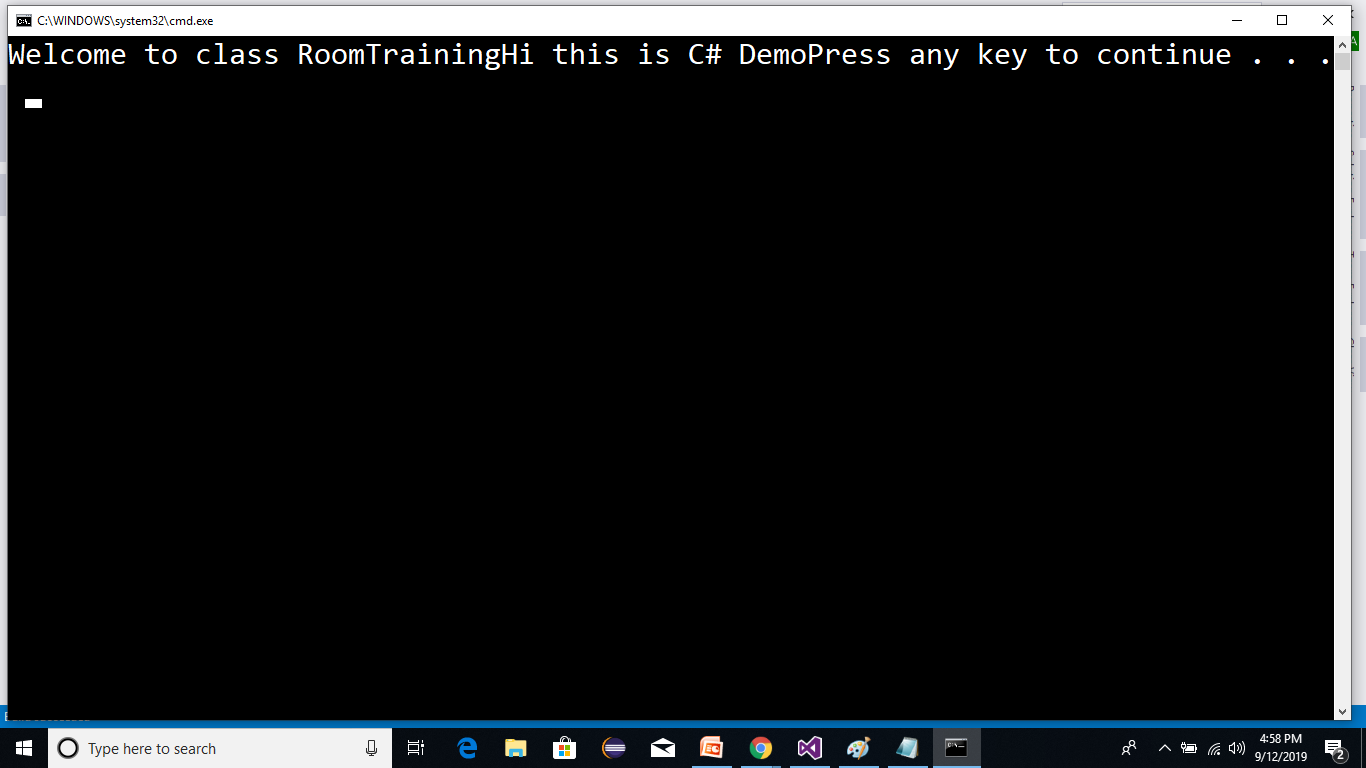 C:\WINDOWS\system32\cmd.exe
Welcome to class RoomTrainingHi this is C# DemoPress any key to continue . . .
Type here to search
4:58 PM
9/12/2019
2